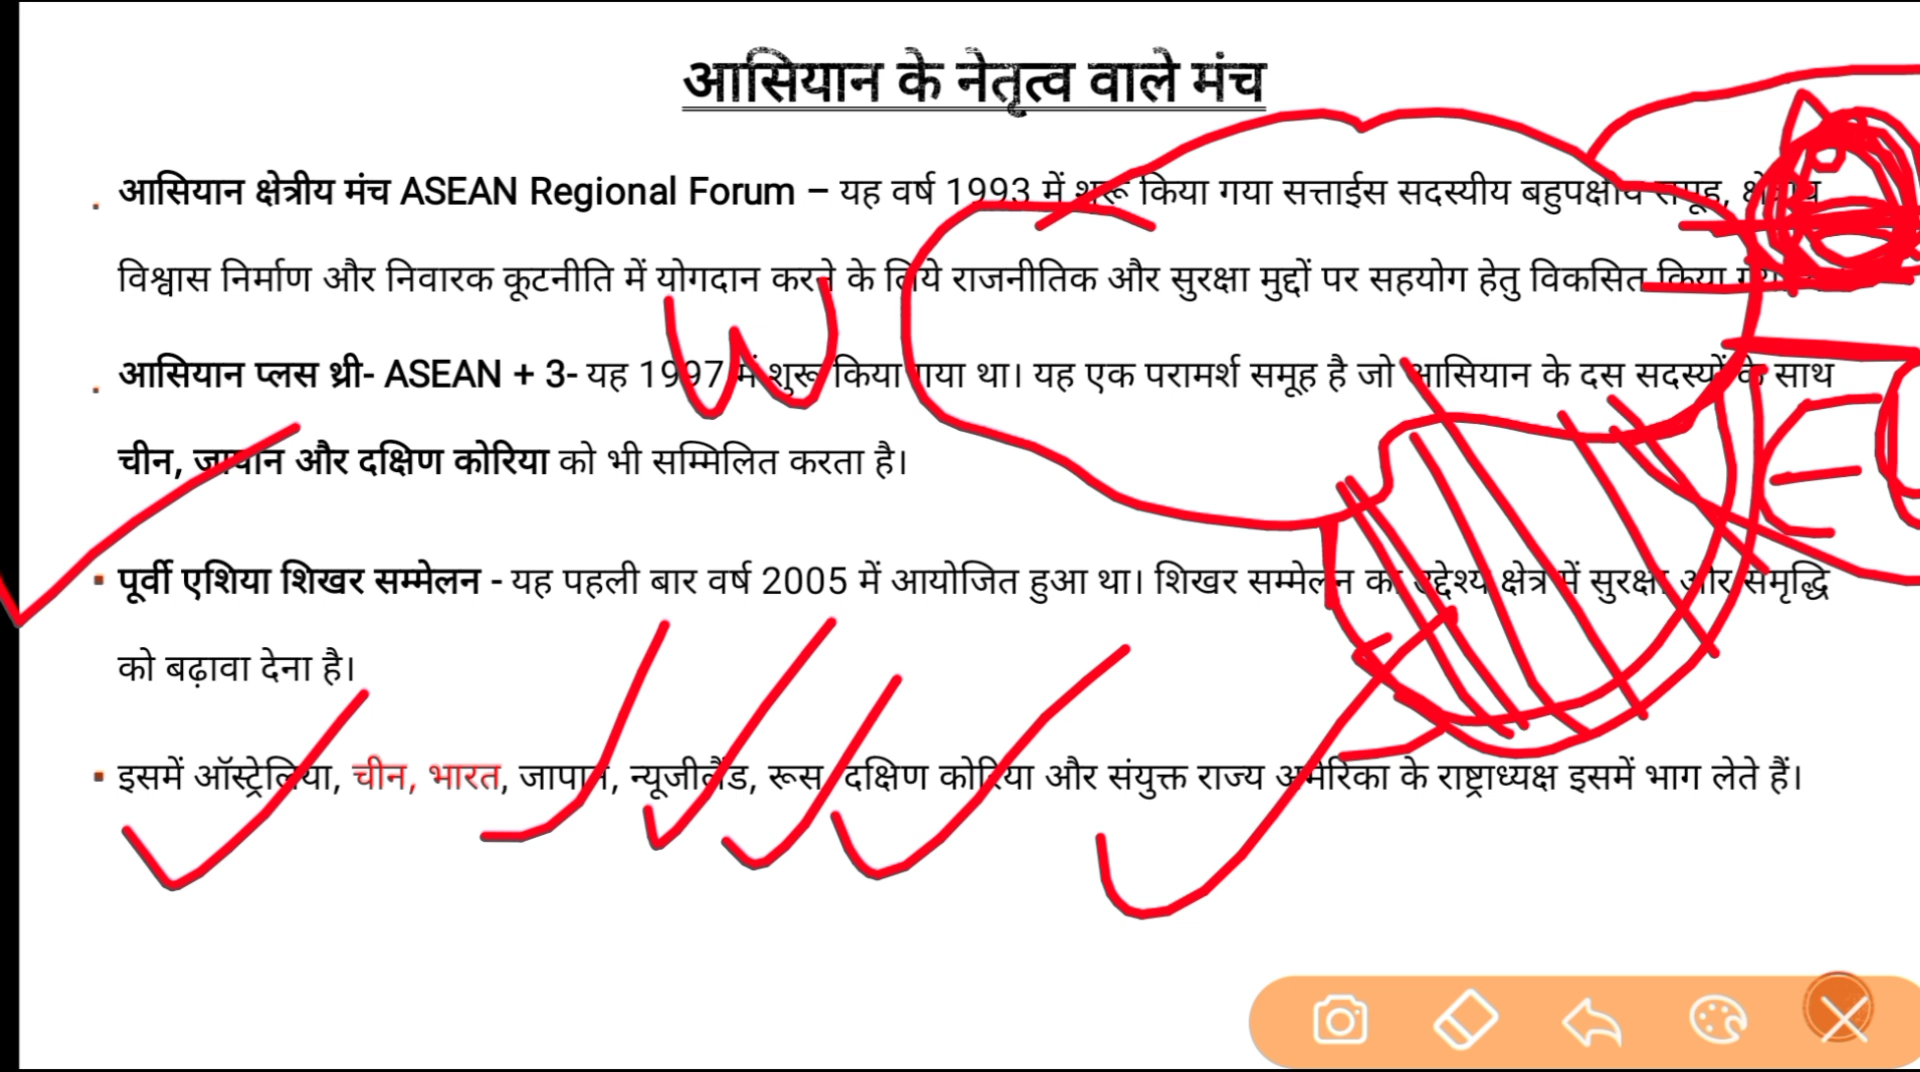 आसियान के नेतृत्व वाले मंच
. आसियान क्षेत्रीय मंच ASEAN Regional Forum – यह वर्ष 1993 में शुरू किया गया सत्ताईस सदस्यीय बहुपक्षीय समूह, क्षेत्रीय
विश्वास निर्माण और निवारक कूटनीति में योगदान करने के लिये राजनीतिक और सुरक्षा मुद्दों पर सहयोग हेतु विकसित किया गया
. आसियान प्लस थ्री- ASEAN + 3- यह 1997 में शुरू किया गया था। यह एक परामर्श समूह है जो आसियान के दस सदस्यों के साथ
चीन, जापान और दक्षिण कोरिया को भी सम्मिलित करता है।
▪ पूर्वी एशिया शिखर सम्मेलन - यह पहली बार वर्ष 2005 में आयोजित हुआ था। शिखर सम्मेलन का उद्देश्य क्षेत्र में सुरक्षा और समृद्धि
को बढ़ावा देना है।
▪ इसमें ऑस्ट्रेलिया, चीन, भारत, जापान, न्यूजीलैंड, रूस, दक्षिण कोरिया और संयुक्त राज्य अमेरिका के राष्ट्राध्यक्ष इसमें भाग लेते हैं।